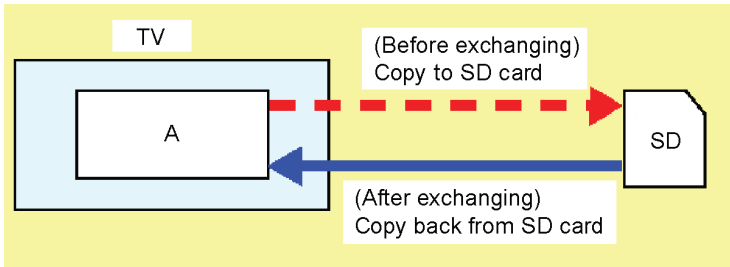 TV
(Before exchanging)
Copy to SD card
A
SD
(After exchanging)
Copy back from SD card